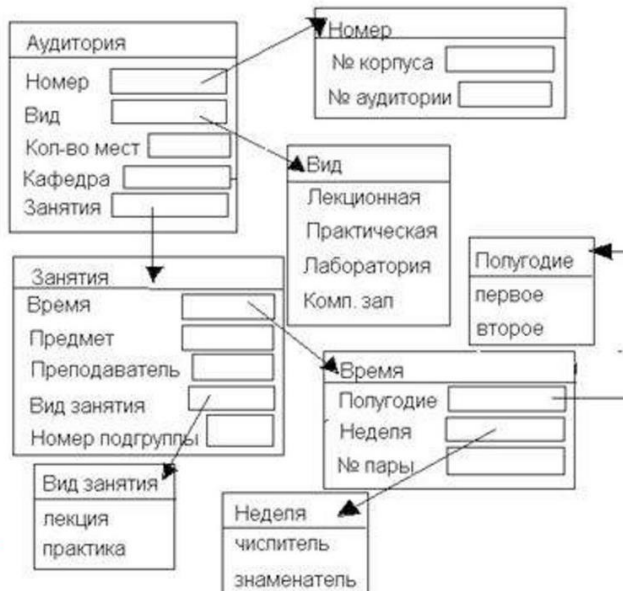 Аудитория
Номер
Вид
Кол-во мест
Кафедра
Занятия
Номер
№ корпуса
№ аудитории
Вид
Лекционная
Практическая
Лаборатория
Комп. зал
Полугодие
первое
второе
Занятия
Время
Предмет
Преподаватель
Вид занятия
Номер подгруппы
Время
Полугодие
Неделя
№ пары
Вид занятия
лекция
практика
Неделя
числитель
знаменатель